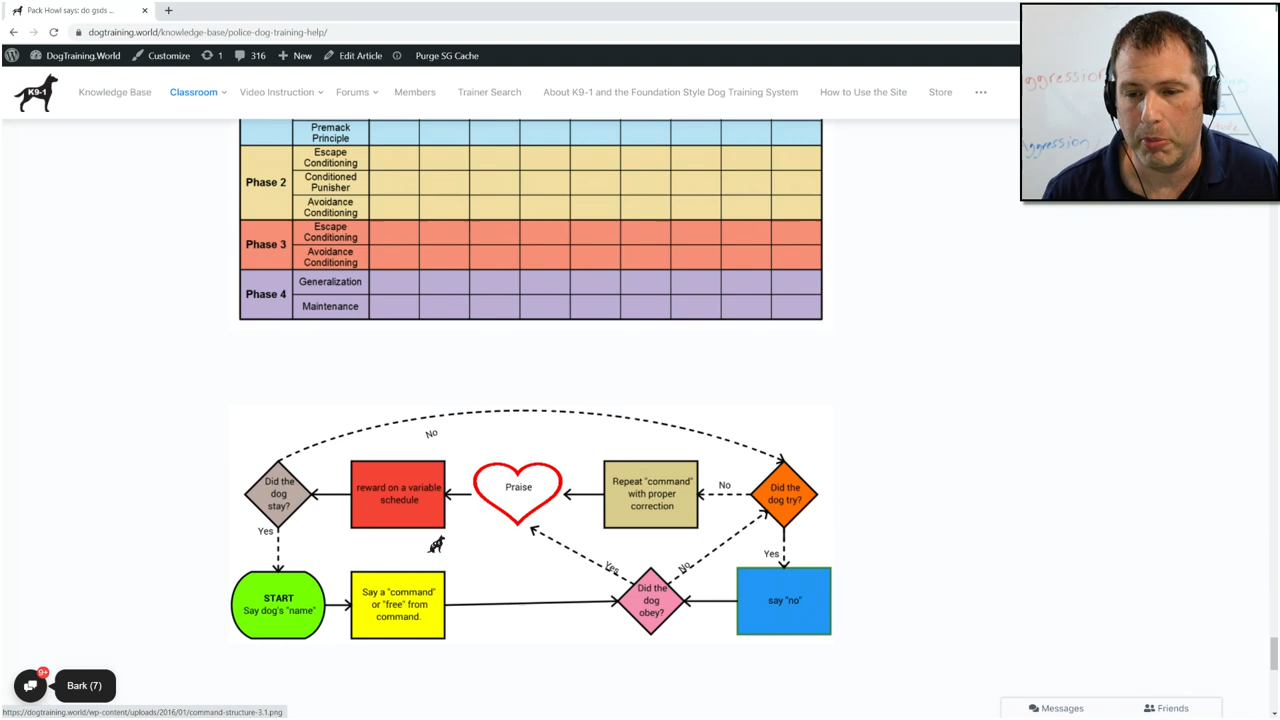 Pack Howl says: do gsds ...
dogtraining.world/knowledge-base/police-dog-training-help/
DogTraining.World
Customize
1
316
New
Edit Article
Purge SG Cache
K9-1
Knowledge Base
Classroom
Video Instruction
Forums
Members
Trainer Search
About K9-1 and the Foundation Style Dog Training System
How to Use the Site
Store
Aggression
Premack
Principle
Phase 2
Escape
Conditioning
Conditioned
Punisher
Avoidance
Conditioning
Phase 3
Escape
Conditioning
Avoidance
Conditioning
Phase 4
Generalization
Maintenance
No
Did the
dog
stay?
reward on a variable
schedule
Praise
Repeat "command"
with proper
correction
No
Did the
dog try?
Yes
Yes
No
Yes
START
Say dog's "name"
Say a "command"
or "free" from
command.
Did the
dog
obey?
say "no"
9+
Bark (7)
https://dogtraining.world/wp-content/uploads/2016/01/command-structure-3.1.png
Messages
Friends